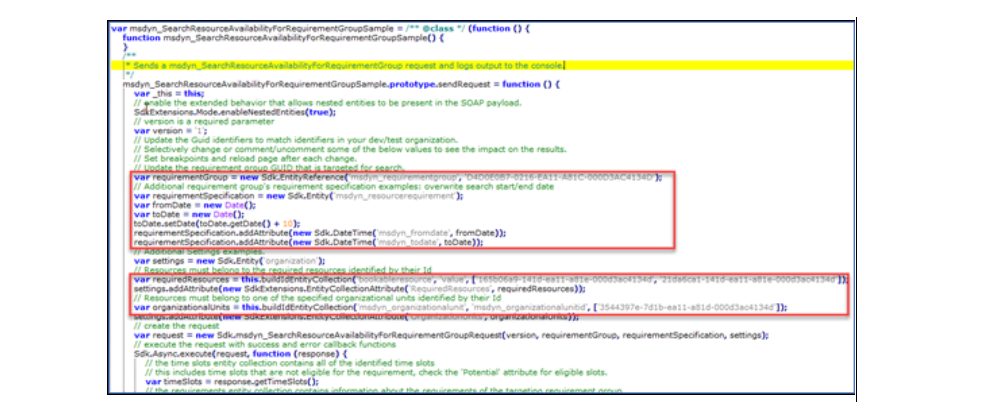 var msdyn_SearchResourceAvailabilityForRequirementGroupSample = /** @class */ (function () {
function msdyn_SearchResourceAvailabilityForRequirementGroupSample() {
}
/**
* Sends a msdyn_SearchResourceAvailabilityForRequirementGroup request and logs output to the console.
*/
msdyn_SearchResourceAvailabilityForRequirementGroupSample.prototype.sendRequest = function () {
var _this = this;
// enable the extended behavior that allows nested entities to be present in the SOAP payload.
SdkExtensions.Mode.enableNestedEntities(true);
// version is a required parameter
var version = '1';
// Update the Guid identifiers to match identifiers in your dev/test organization.
// Selectively change or comment/uncomment some of the below values to see the impact on the results.
// Set breakpoints and reload page after each change.
// Update the requirement group GUID that is targeted for search.
var requirementGroup = new Sdk.EntityReference('msdyn_requirementgroup', 'D4D0E0B7-0216-EA11-A81C-000D3AC4134D');
// Additional requirement group's requirement specification examples: overwrite search start/end date
var requirementSpecification = new Sdk.Entity('msdyn_resourcerequirement');
var fromDate = new Date();
var toDate = new Date();
toDate.setDate(toDate.getDate() + 10);
requirementSpecification.addAttribute(new Sdk.DateTime('msdyn_fromdate', fromDate));
requirementSpecification.addAttribute(new Sdk.DateTime('msdyn_todate', toDate));
// Additional Settings examples.
var settings = new Sdk.Entity('organization');
// Resources must belong to the required resources identified by their Id
var requiredResources = this.buildIdEntityCollection('bookableresource', 'value', ['165b06a9-141d-ea11-a81e-000d3ac4134d', '21da6ca1-141d-ea11-a81e-000d3ac4134d']);
settings.addAttribute(new SdkExtensions.EntityCollectionAttribute('RequiredResources', requiredResources));
// Resources must belong to one of the specified organizational units identified by their Id
var organizationalUnits = this.buildIdEntityCollection('msdyn_organizationalunit', 'msdyn_organizationalunitid', ['3544397e-7d1b-ea11-a81d-000d3ac4134d']);
settings.addAttribute(new SdkExtensions.EntityCollectionAttribute('OrganizationalUnits', organizationalUnits));
// create the request
var request = new Sdk.msdyn_SearchResourceAvailabilityForRequirementGroupRequest(version, requirementGroup, requirementSpecification, settings);
// execute the request with success and error callback functions
Sdk.Async.execute(request, function (response) {
// the time slots entity collection contains all of the identified time slots
// this includes time slots that are not eligible for the requirement, check the 'Potential' attribute for eligible slots.
var timeSlots = response.getTimeSlots();
// the requirements entity collection contains information about the requirements of the targeting requirement group